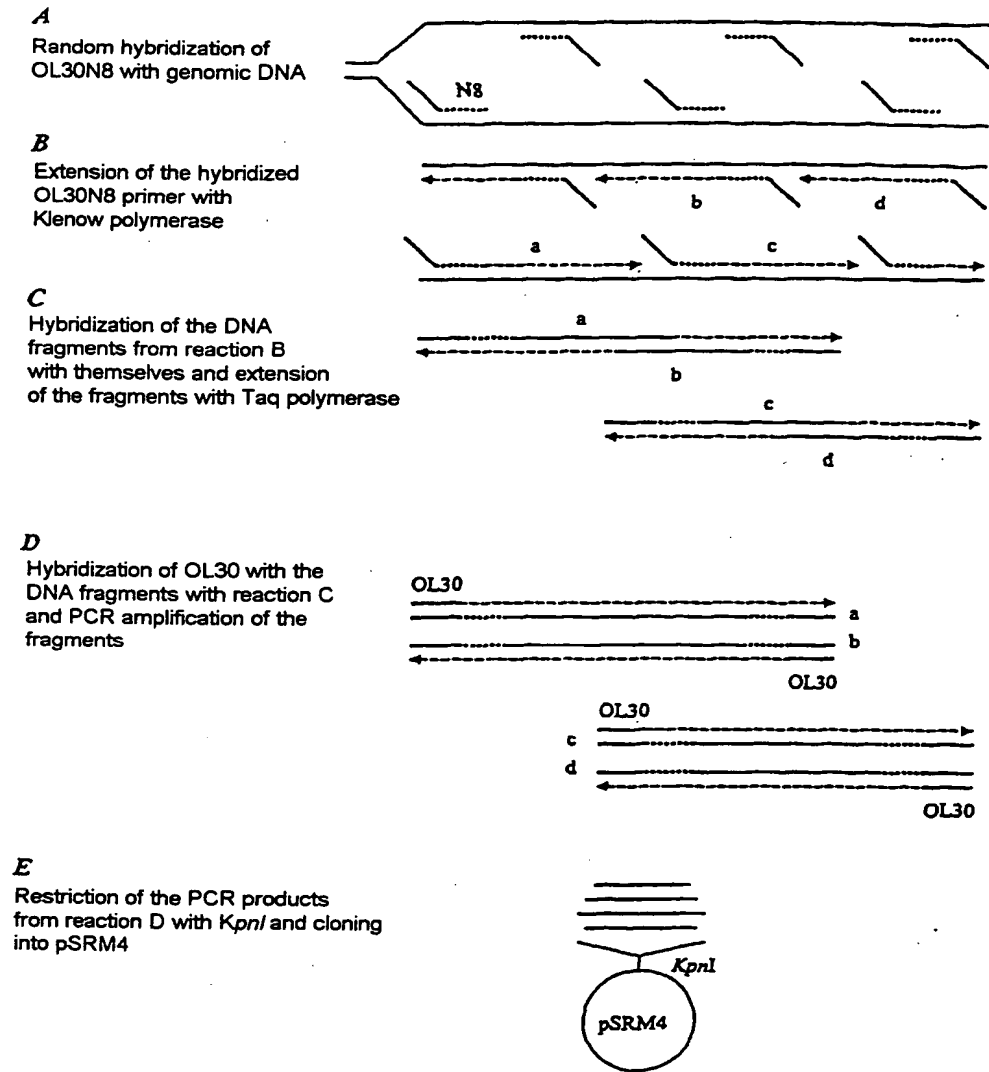 A
Random hybridization of
OL30N8 with genomic DNA
N8
B
Extension of the hybridized
OL30N8 primer with
Klenow polymerase
b
d
a
c
C
Hybridization of the DNA
fragments from reaction B
with themselves and extension
of the fragments with Taq polymerase
a
b
c
d
D
Hybridization of OL30 with the
DNA fragments with reaction C
and PCR amplification of the
fragments
OL30
a
b
OL30
OL30
c
d
OL30
E
Restriction of the PCR products
from reaction D with KpnI and cloning
into pSRM4
KpnI
pSRM4